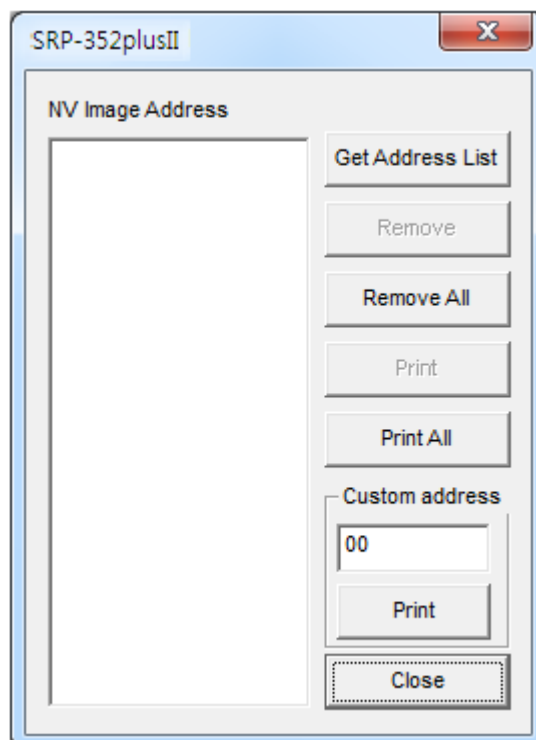 SRP-352plusII
NV Image Address
Get Address List
Remove
Remove All
Print
Print All
Custom address
00
Print
Close